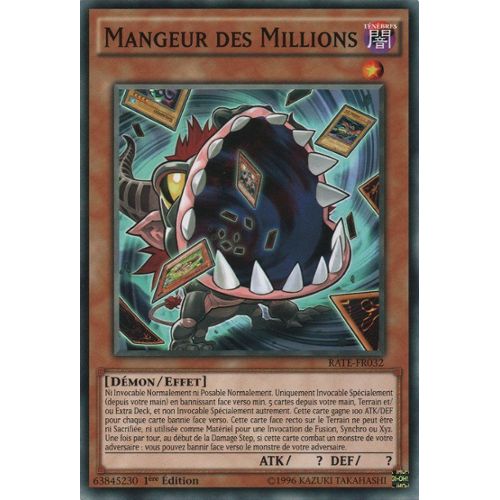 MANGEUR DES MILLIONS
TÉNÈBRES
闇
RATE-FR032
[DÉMON/EFFET]
Ni Invocable Normalement ni Posable Normalement. Uniquement Invocable Spécialement
(depuis votre main) en bannissant face verso min. 5 cartes depuis votre main, Terrain et/
ou Extra Deck, et non Invocable Spécialement autrement. Cette carte gagne 100 ATK/DEF
pour chaque carte bannie face verso. Cette carte face recto sur le Terrain ne peut être
ni Sacrifiée, ni utilisée comme Matériel pour une Invocation de Fusion, Synchro ou Xyz.
Une fois par tour, au début de la Damage Step, si cette carte combat un monstre de votre
adversaire : vous pouvez bannir face verso le monstre de votre adversaire.
ATK/ ? DEF/ ?
63845230 1ère Édition ©1996 KAZUKI TAKAHASHI